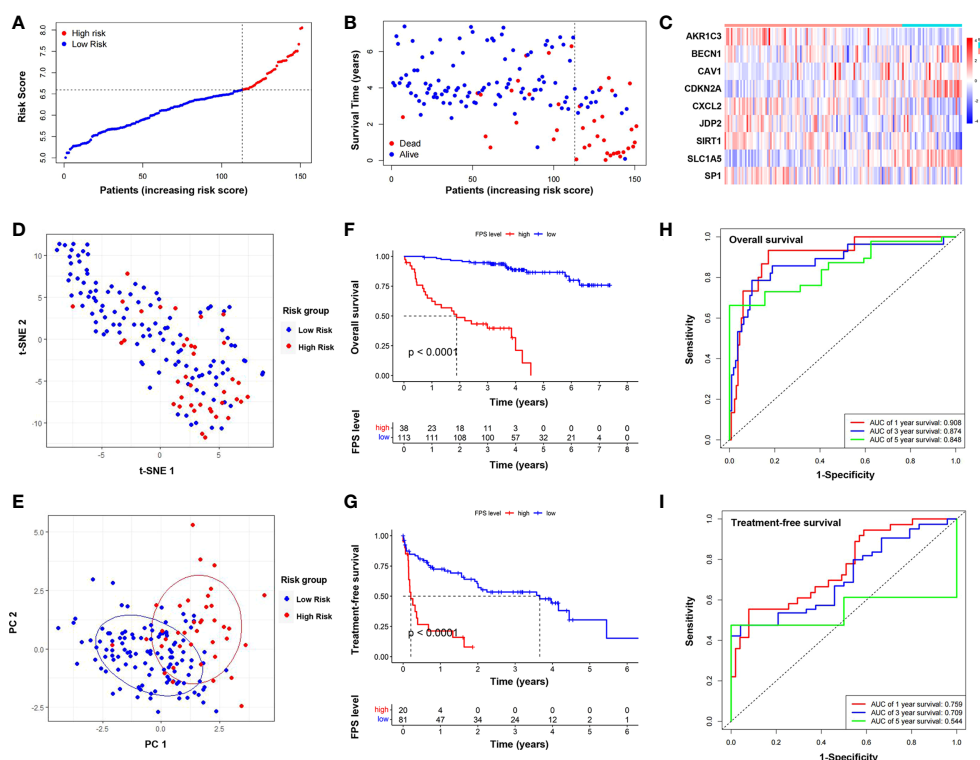 A
High risk
Low Risk
Risk Score
8.0
7.5
7.0
6.5
6.0
5.5
5.0
0 50 100 150
Patients (increasing risk score)
B
Survival Time (years)
6
4
2
0
Dead
Alive
0 50 100 150
Patients (increasing risk score)
C
AKR1C3
BECN1
CAV1
CDKN2A
CXCL2
JDP2
SIRT1
SLC1A5
SP1
D
t-SNE 2
10
5
0
-5
-10
-5 0 5
t-SNE 1
Risk group
Low Risk
High Risk
E
PC 2
5.0
2.5
0.0
-2.5
-2.5 0.0 2.5
PC 1
Risk group
Low Risk
High Risk
F
FPS level high low
Overall survival
1.00
0.75
0.50
0.25
0.00
p < 0.0001
0 1 2 3 4 5 6 7 8
Time (years)
FPS level
high 38 23 18 11 3 0 0 0 0
low 113 111 108 100 57 32 21 4 0
0 1 2 3 4 5 6 7 8
Time (years)
G
FPS level high low
Treatment-free survival
1.00
0.75
0.50
0.25
0.00
p < 0.0001
0 1 2 3 4 5 6
Time (years)
FPS level
high 20 4 0 0 0 0 0
low 81 47 34 24 12 2 1
0 1 2 3 4 5 6
Time (years)
H
Overall survival
Sensitivity
1.0
0.8
0.6
0.4
0.2
0.0
AUC of 1 year survival: 0.908
AUC of 3 year survival: 0.874
AUC of 5 year survival: 0.848
0.0 0.2 0.4 0.6 0.8 1.0
1-Specificity
I
Treatment-free survival
Sensitivity
1.0
0.8
0.6
0.4
0.2
0.0
AUC of 1 year survival: 0.759
AUC of 3 year survival: 0.709
AUC of 5 year survival: 0.544
0.0 0.2 0.4 0.6 0.8 1.0
1-Specificity